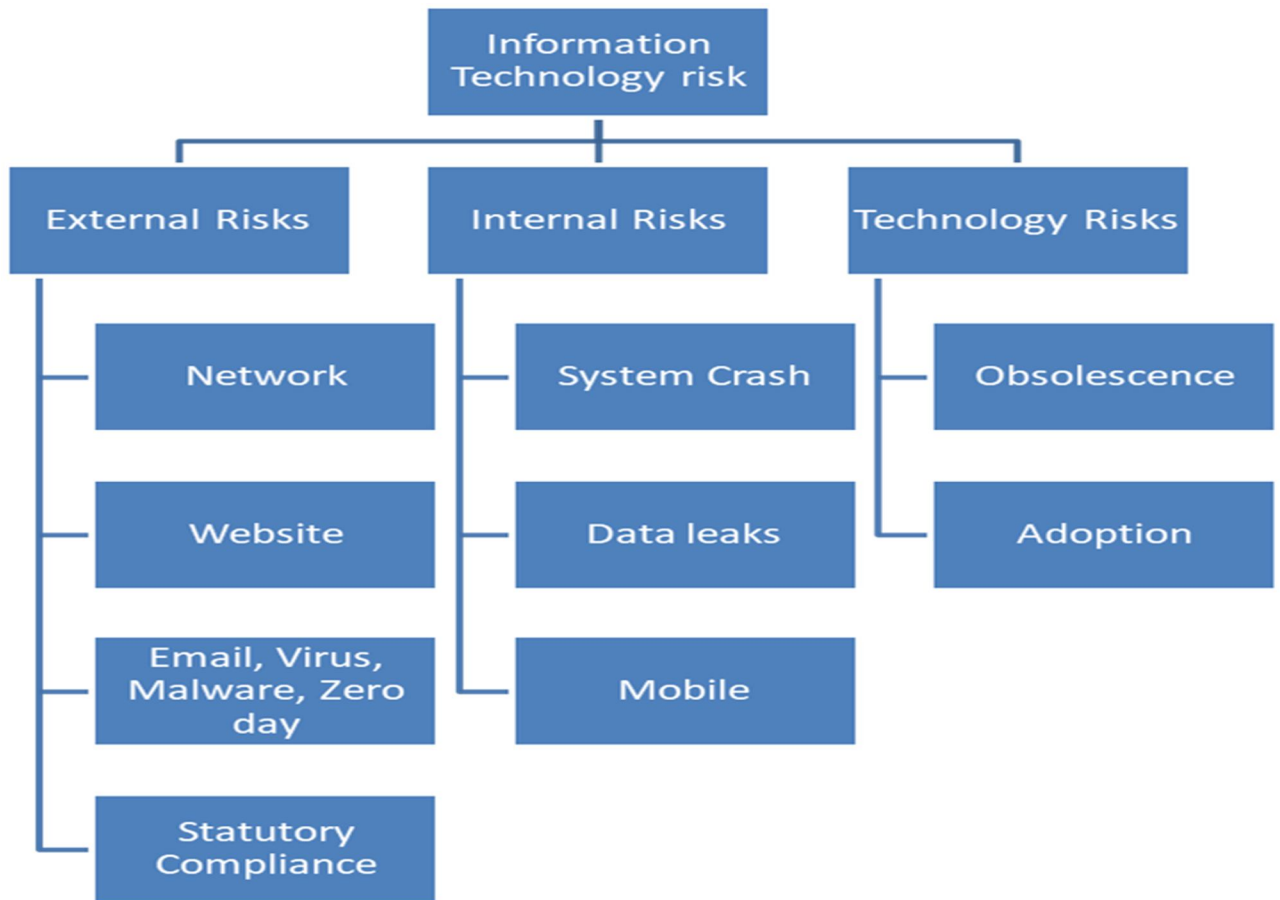 Information
Technology risk
External Risks
Internal Risks
Technology Risks
Network
System Crash
Obsolescence
Website
Data leaks
Adoption
Email, Virus,
Malware, Zero
day
Mobile
Statutory
Compliance